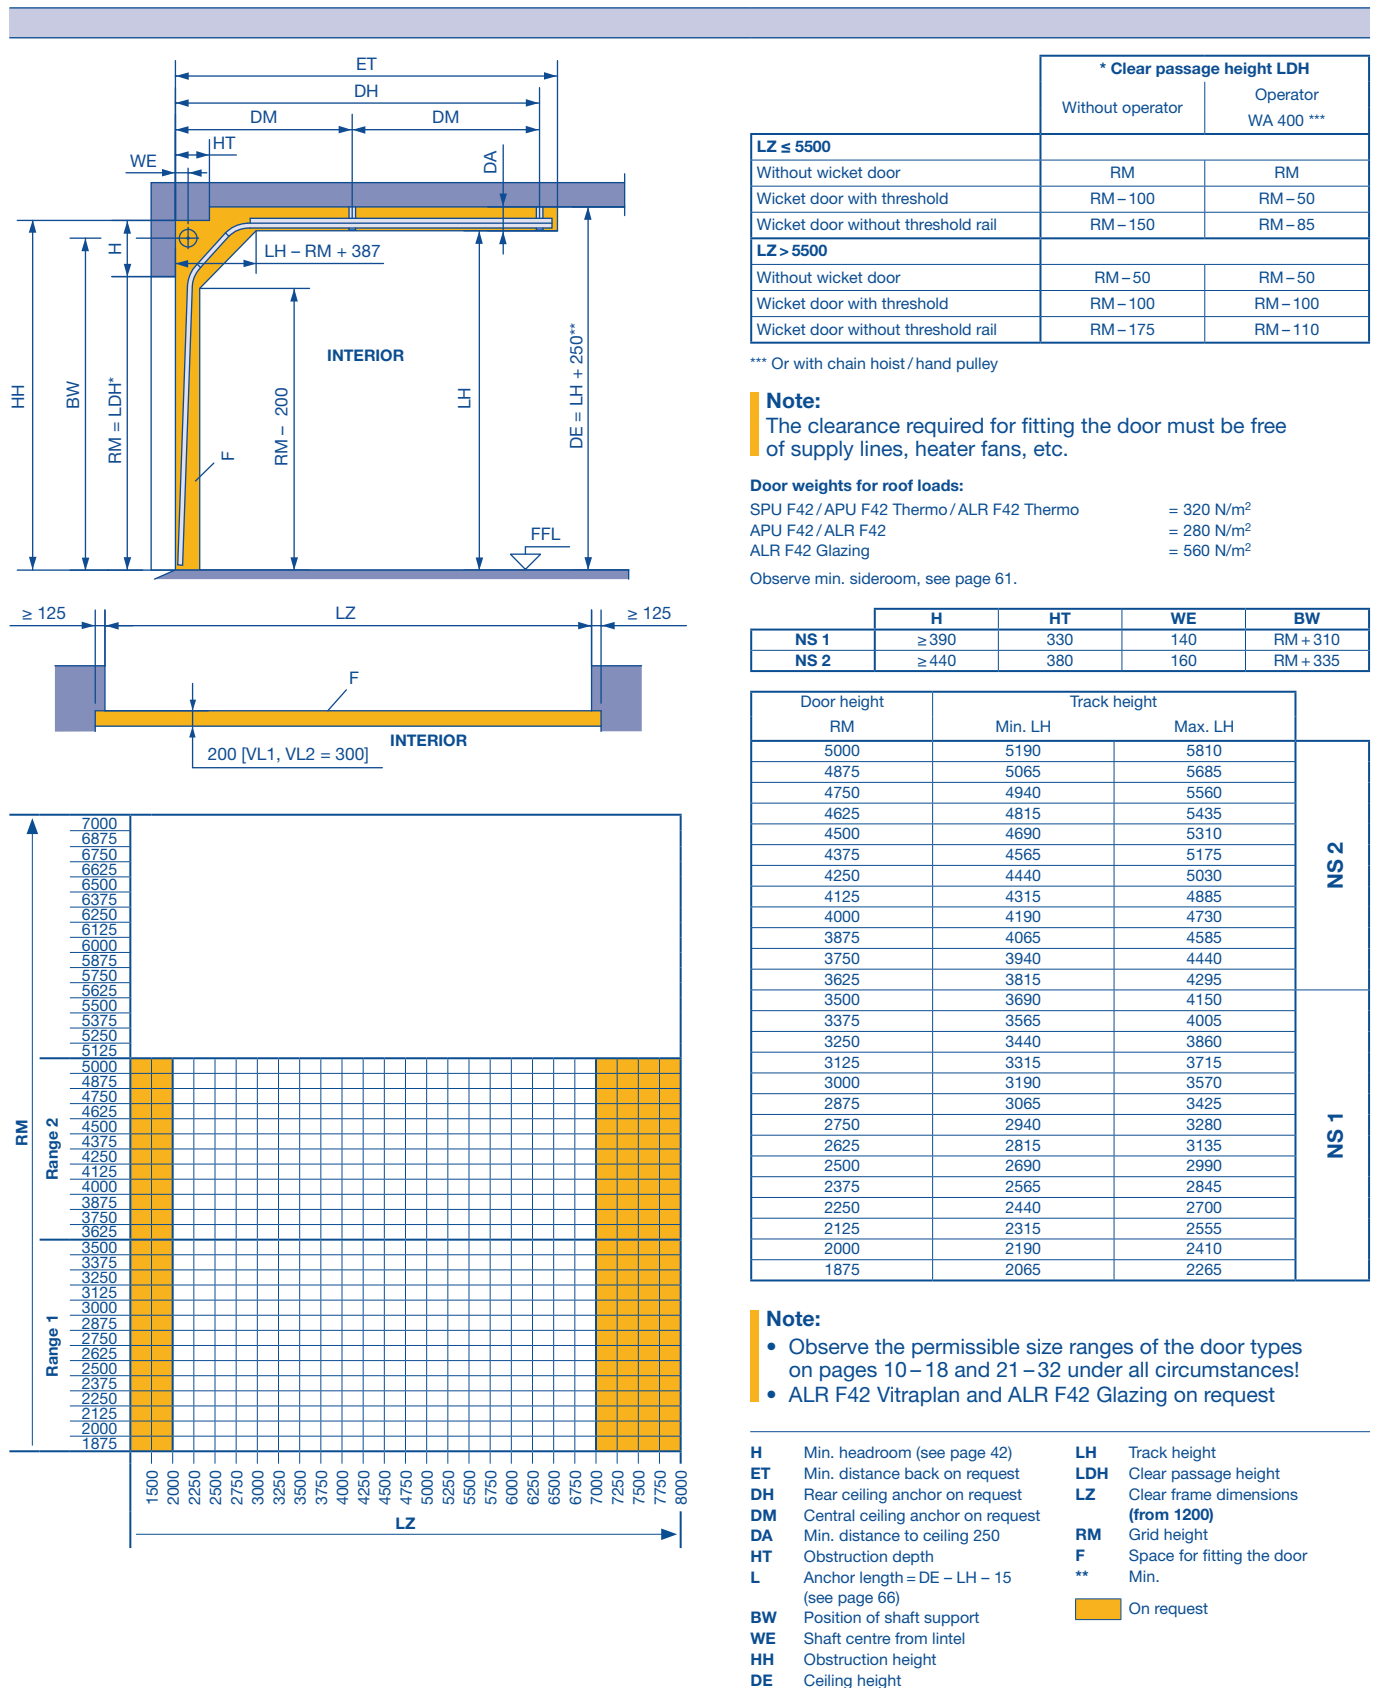 ET
DH
DM DM
HT
WE
DA
H
LH – RM + 387
INTERIOR
HH
BW
RM = LDH*
F
RM – 200
LH
DE = LH + 250**
FFL
≥ 125 LZ ≥ 125
F
INTERIOR
200 [VL1, VL2 = 300]
7000
6875
6750
6625
6500
6375
6250
6125
6000
5875
5750
5625
5500
5375
5250
5125
5000
4875
4750
4625
4500
4375
4250
4125
4000
3875
3750
3625
3500
3375
3250
3125
3000
2875
2750
2625
2500
2375
2250
2125
2000
1875
RM
Range 2
Range 1
1500 2000 2250 2500 2750 3000 3250 3500 3750 4000 4250 4500 4750 5000 5250 5500 5750 6000 6250 6500 6750 7000 7250 7500 7750 8000
LZ
* Clear passage height LDH
Without operator Operator
WA 400 ***
LZ ≤ 5500
Without wicket door RM RM
Wicket door with threshold RM – 100 RM – 50
Wicket door without threshold rail RM – 150 RM – 85
LZ > 5500
Without wicket door RM – 50 RM – 50
Wicket door with threshold RM – 100 RM – 100
Wicket door without threshold rail RM – 175 RM – 110
*** Or with chain hoist / hand pulley
Note:
The clearance required for fitting the door must be free
of supply lines, heater fans, etc.
Door weights for roof loads:
SPU F42 / APU F42 Thermo / ALR F42 Thermo = 320 N/m²
APU F42 / ALR F42 = 280 N/m²
ALR F42 Glazing = 560 N/m²
Observe min. sideroom, see page 61.
H HT WE BW
NS 1 ≥ 390 330 140 RM + 310
NS 2 ≥ 440 380 160 RM + 335
Door height Track height
RM Min. LH Max. LH
5000 5190 5810
4875 5065 5685
4750 4940 5560
4625 4815 5435
4500 4690 5310
4375 4565 5175
4250 4440 5030
4125 4315 4885
4000 4190 4730
3875 4065 4585
3750 3940 4440
3625 3815 4295
3500 3690 4150
3375 3565 4005
3250 3440 3860
3125 3315 3715
3000 3190 3570
2875 3065 3425
2750 2940 3280
2625 2815 3135
2500 2690 2990
2375 2565 2845
2250 2440 2700
2125 2315 2555
2000 2190 2410
1875 2065 2265
NS 2
NS 1
Note:
• Observe the permissible size ranges of the door types
on pages 10 – 18 and 21 – 32 under all circumstances!
• ALR F42 Vitraplan and ALR F42 Glazing on request
H Min. headroom (see page 42)
ET Min. distance back on request
DH Rear ceiling anchor on request
DM Central ceiling anchor on request
DA Min. distance to ceiling 250
HT Obstruction depth
L Anchor length = DE – LH – 15
(see page 66)
BW Position of shaft support
WE Shaft centre from lintel
HH Obstruction height
DE Ceiling height
LH Track height
LDH Clear passage height
LZ Clear frame dimensions
(from 1200)
RM Grid height
F Space for fitting the door
** Min.
On request